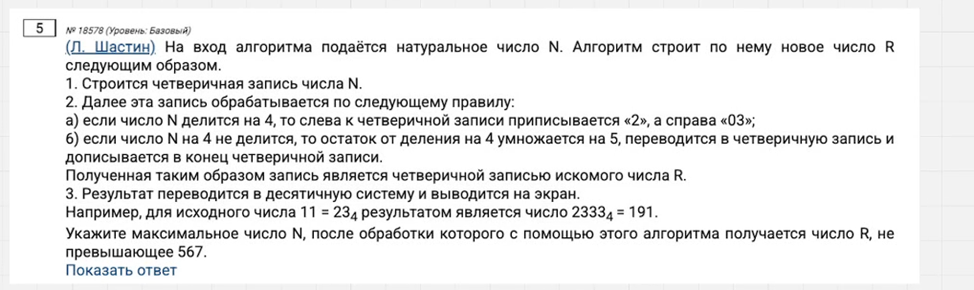 5 № 18578 (Уровень: Базовый)
(Л. Шастин) На вход алгоритма подаётся натуральное число N. Алгоритм строит по нему новое число R
следующим образом.
1. Строится четверичная запись числа N.
2. Далее эта запись обрабатывается по следующему правилу:
а) если число N делится на 4, то слева к четверичной записи приписывается «2», а справа «03»;
б) если число N на 4 не делится, то остаток от деления на 4 умножается на 5, переводится в четверичную запись и
дописывается в конец четверичной записи.
Полученная таким образом запись является четверичной записью искомого числа R.
3. Результат переводится в десятичную систему и выводится на экран.
Например, для исходного числа 11 = 23₄ результатом является число 2333₄ = 191.
Укажите максимальное число N, после обработки которого с помощью этого алгоритма получается число R, не
превышающее 567.
Показать ответ